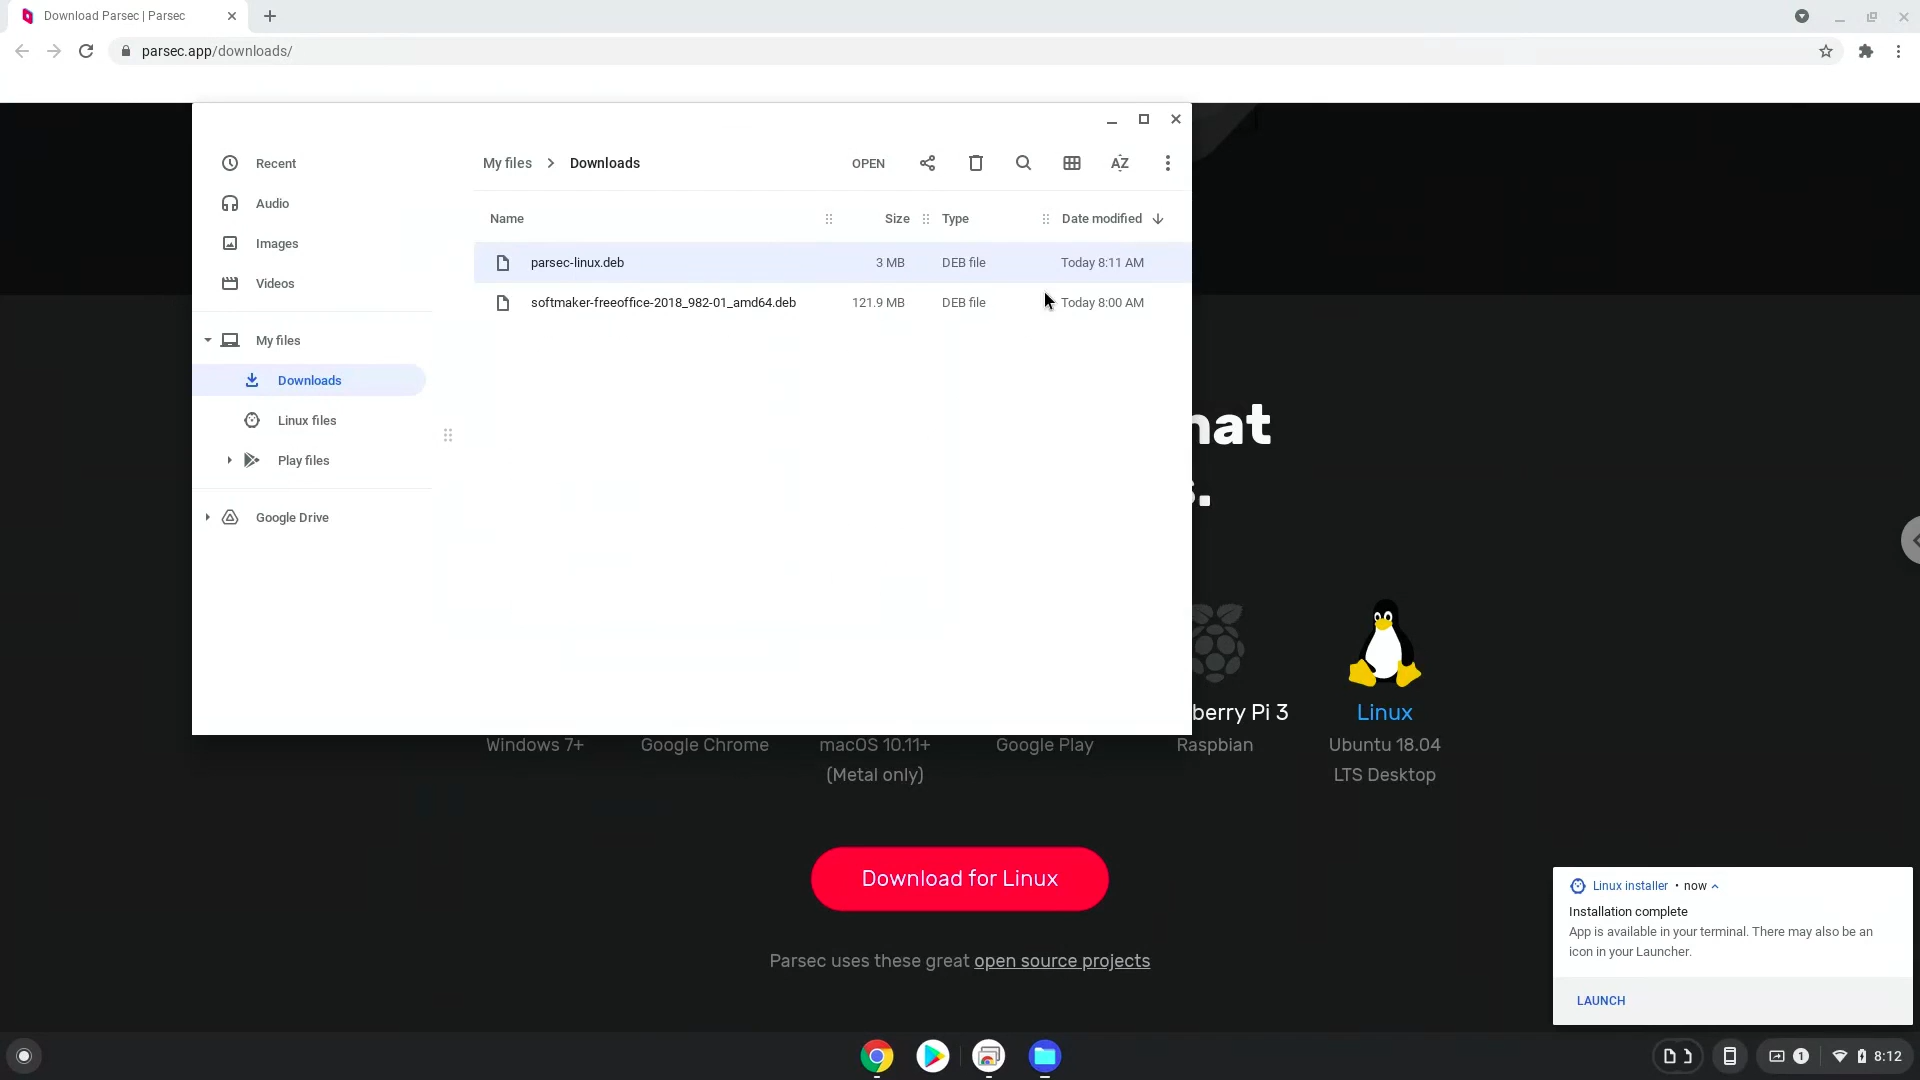 Download Parsec | Parsec
parsec.app/downloads/
Recent
Audio
Images
Videos
My files
Downloads
Linux files
Play files
Google Drive
My files > Downloads
OPEN
AZ
Name Size Type Date modified
parsec-linux.deb 3 MB DEB file Today 8:11 AM
softmaker-freeoffice-2018_982-01_amd64.deb 121.9 MB DEB file Today 8:00 AM
berry Pi 3 Linux
Windows 7+ Google Chrome macOS 10.11+ Google Play Raspbian Ubuntu 18.04
(Metal only) LTS Desktop
Download for Linux
Parsec uses these great open source projects
Linux installer • now
Installation complete
App is available in your terminal. There may also be an
icon in your Launcher.
LAUNCH
1 8:12